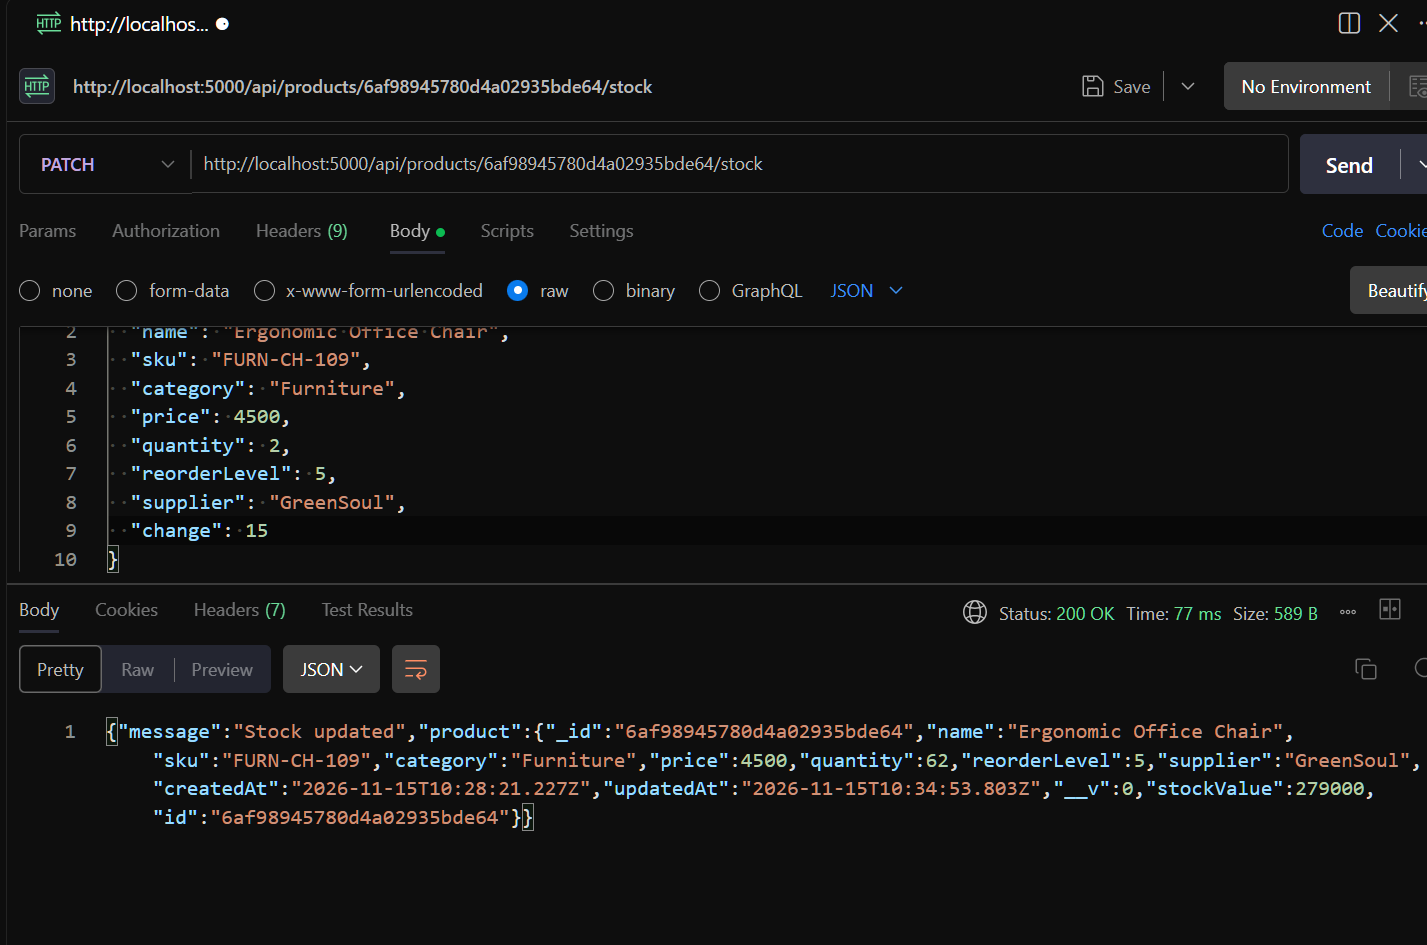 HTTP http://localhos...
HTTP http://localhost:5000/api/products/6af98945780d4a02935bde64/stock Save No Environment
PATCH http://localhost:5000/api/products/6af98945780d4a02935bde64/stock Send
Params Authorization Headers (9) Body Scripts Settings Code Cookie
none form-data x-www-form-urlencoded raw binary GraphQL JSON Beautify
2 "name": "Ergonomic Office Chair",
3 "sku": "FURN-CH-109",
4 "category": "Furniture",
5 "price": 4500,
6 "quantity": 2,
7 "reorderLevel": 5,
8 "supplier": "GreenSoul",
9 "change": 15
10 }
Body Cookies Headers (7) Test Results Status: 200 OK Time: 77 ms Size: 589 B
Pretty Raw Preview JSON
1 {"message":"Stock updated","product":{"_id":"6af98945780d4a02935bde64","name":"Ergonomic Office Chair",
"sku":"FURN-CH-109","category":"Furniture","price":4500,"quantity":62,"reorderLevel":5,"supplier":"GreenSoul",
"createdAt":"2026-11-15T10:28:21.227Z","updatedAt":"2026-11-15T10:34:53.803Z","__v":0,"stockValue":279000,
"id":"6af98945780d4a02935bde64"}}